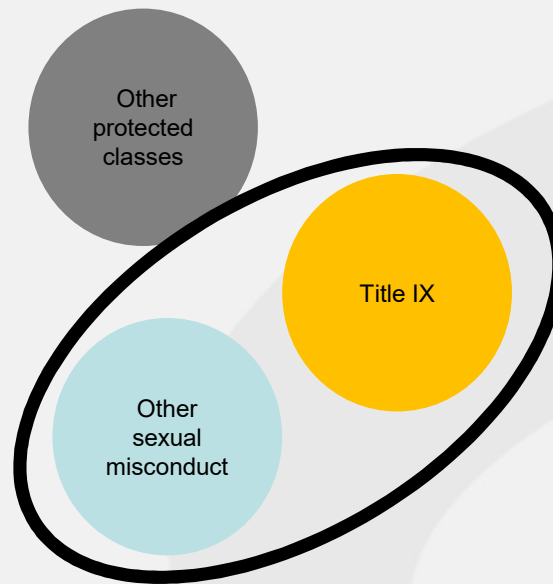 Other
protected
classes
Title IX
Other
sexual
misconduct